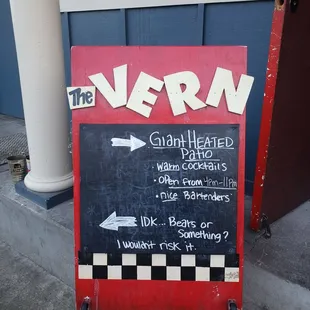 The VERN
Giant HEATED
Patio
· Warm cocktails
· Open from 4pm-11pm
· nice Bartenders
IDK... Bears or
Something?
I wouldn't risk it.